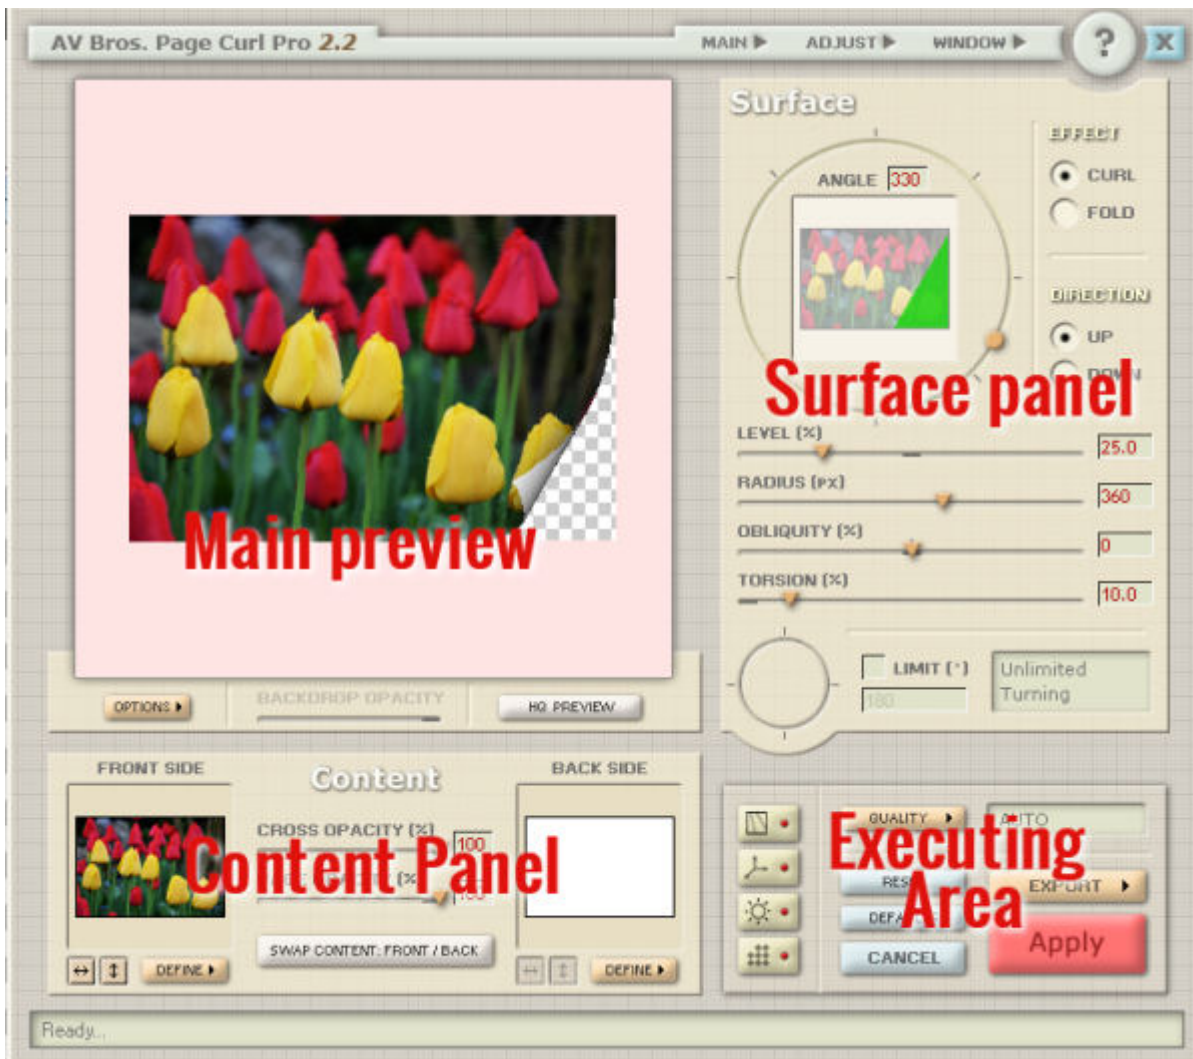 AV Bros. Page Curl Pro 2.2
MAIN
ADJUST
WINDOW
?
X
Surface
EFFECT
ANGLE 330
CURL
FOLD
DIRECTION
UP
DOWN
Surface panel
LEVEL (%)
25.0
RADIUS (PX)
360
OBLIQUITY (%)
0
TORSION (%)
10.0
Main preview
LIMIT (°)
180
Unlimited
Turning
OPTIONS
BACKDROP OPACITY
HQ PREVIEW
FRONT SIDE
Content
BACK SIDE
CROSS OPACITY (%)
100
Content Panel
(%)
100
SWAP CONTENT: FRONT / BACK
DEFINE
DEFINE
QUALITY
AUTO
Executing
Area
EXPORT
CANCEL
Apply
Ready...